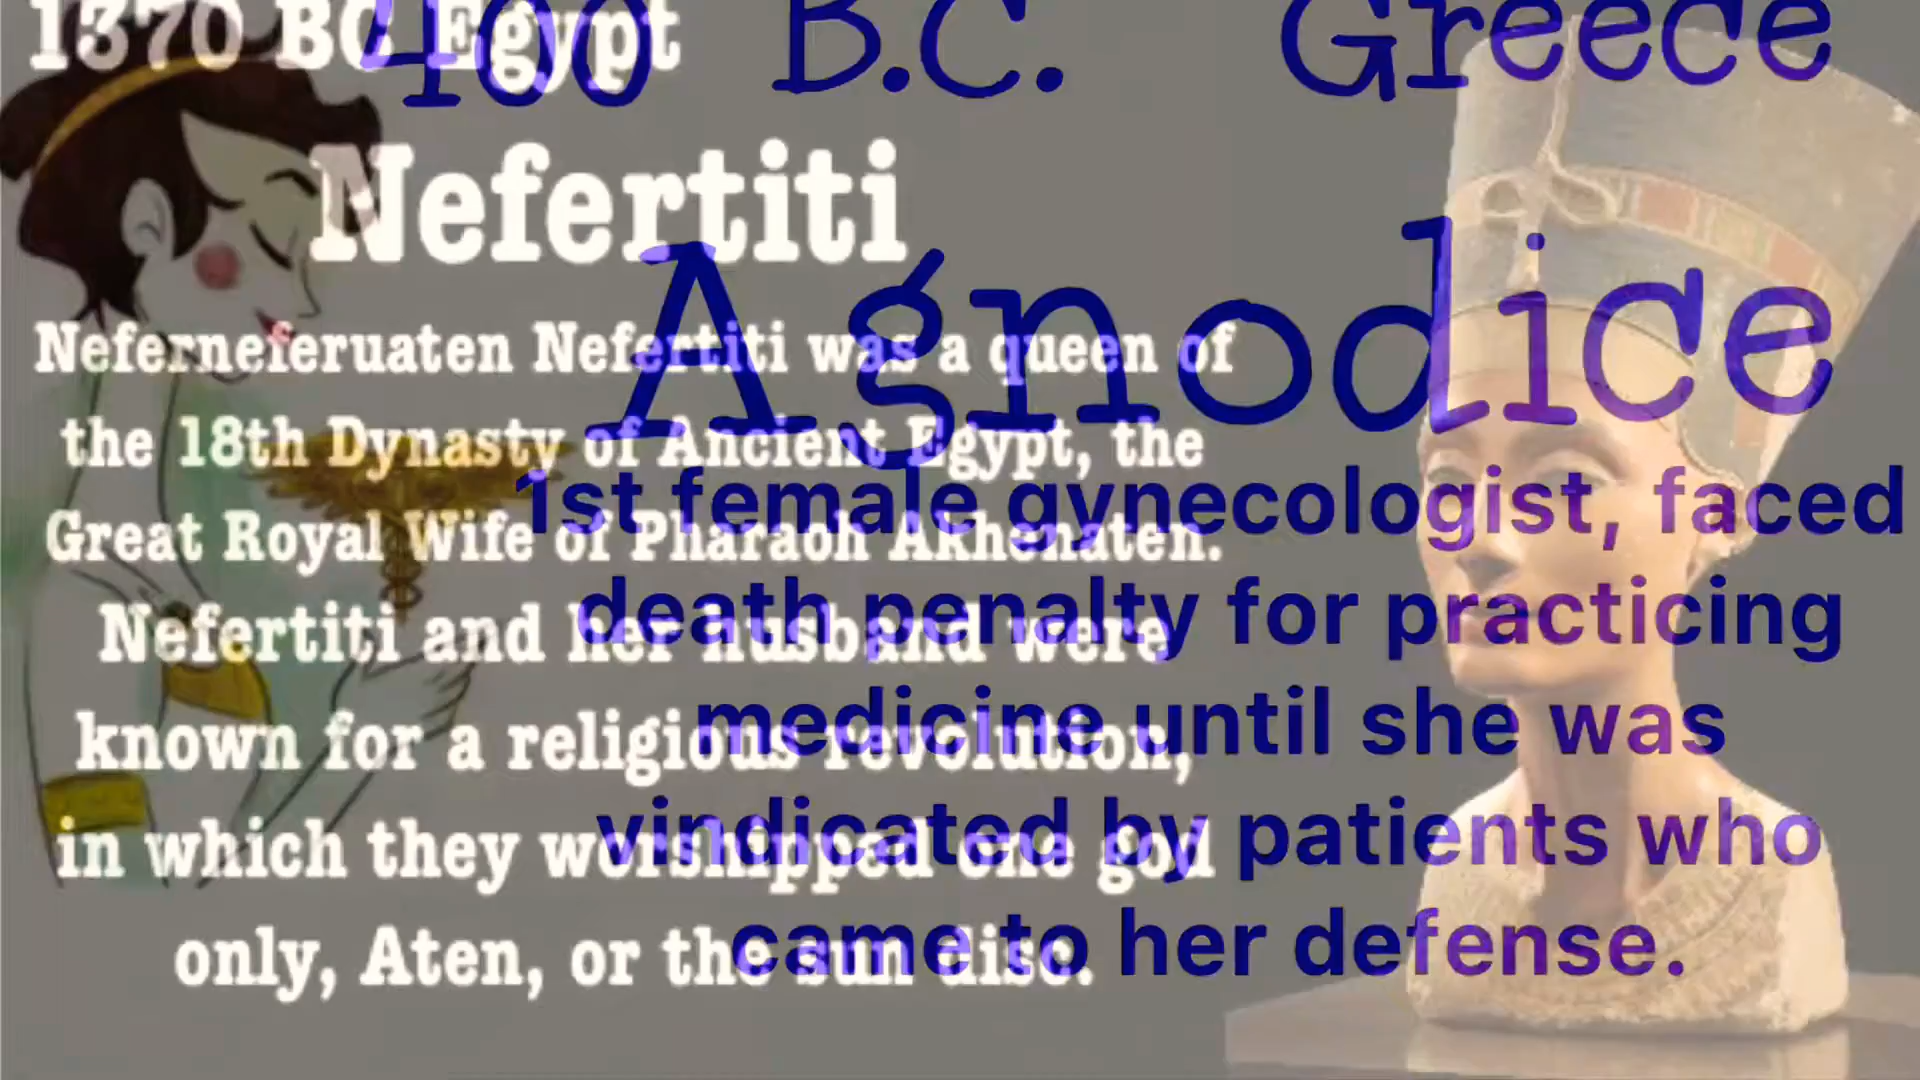 1370 BC Egypt
Nefertiti
Neferneferuaten Nefertiti was a queen of
the 18th Dynasty of Ancient Egypt, the
Great Royal Wife of Pharaoh Akhenaten.
Nefertiti and her husband were
known for a religious revolution,
in which they worshipped one god
only, Aten, or the sun disc.
400 B.C. Greece
Agnodice
1st female gynecologist, faced
death penalty for practicing
medicine until she was
vindicated by patients who
came to her defense.